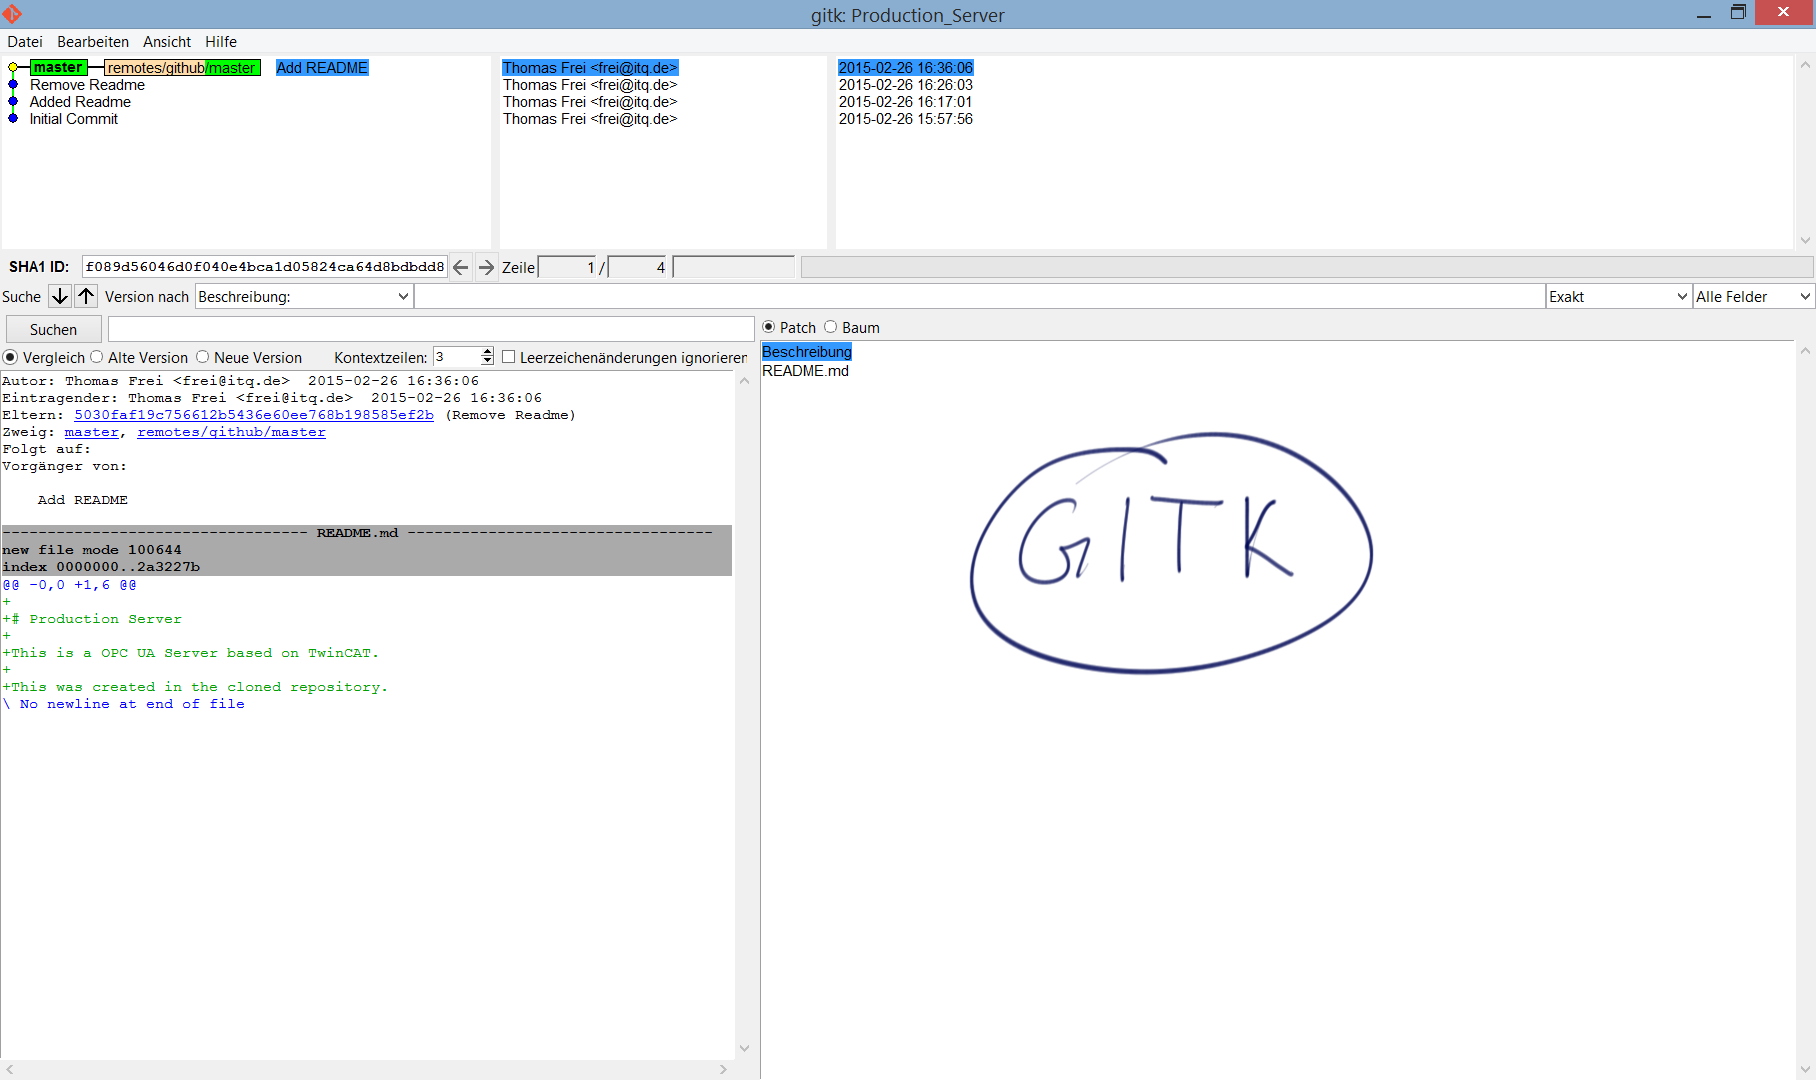 gitk: Production_Server
Datei Bearbeiten Ansicht Hilfe
master remotes/github/master Add README Thomas Frei <frei@itq.de> 2015-02-26 16:36:06
Remove Readme Thomas Frei <frei@itq.de> 2015-02-26 16:26:03
Added Readme Thomas Frei <frei@itq.de> 2015-02-26 16:17:01
Initial Commit Thomas Frei <frei@itq.de> 2015-02-26 15:57:56
SHA1 ID: f089d56046d0f040e4bca1d05824ca64d8bdbdd8 Zeile 1 / 4
Suche Version nach Beschreibung: Exakt Alle Felder
Suchen
Patch Baum
Vergleich Alte Version Neue Version Kontextzeilen: 3 Leerzeichenänderungen ignorieren
Beschreibung
README.md
Autor: Thomas Frei <frei@itq.de> 2015-02-26 16:36:06
Eintragender: Thomas Frei <frei@itq.de> 2015-02-26 16:36:06
Eltern: 5030faf19c756612b5436e60ee768b198585ef2b (Remove Readme)
Zweig: master, remotes/github/master
Folgt auf:
Vorgänger von:
Add README
---------------------------------- README.md ----------------------------------
new file mode 100644
index 0000000..2a3227b
@@ -0,0 +1,6 @@
+
+# Production Server
+
+This is a OPC UA Server based on TwinCAT.
+
+This was created in the cloned repository.
\ No newline at end of file
GITK